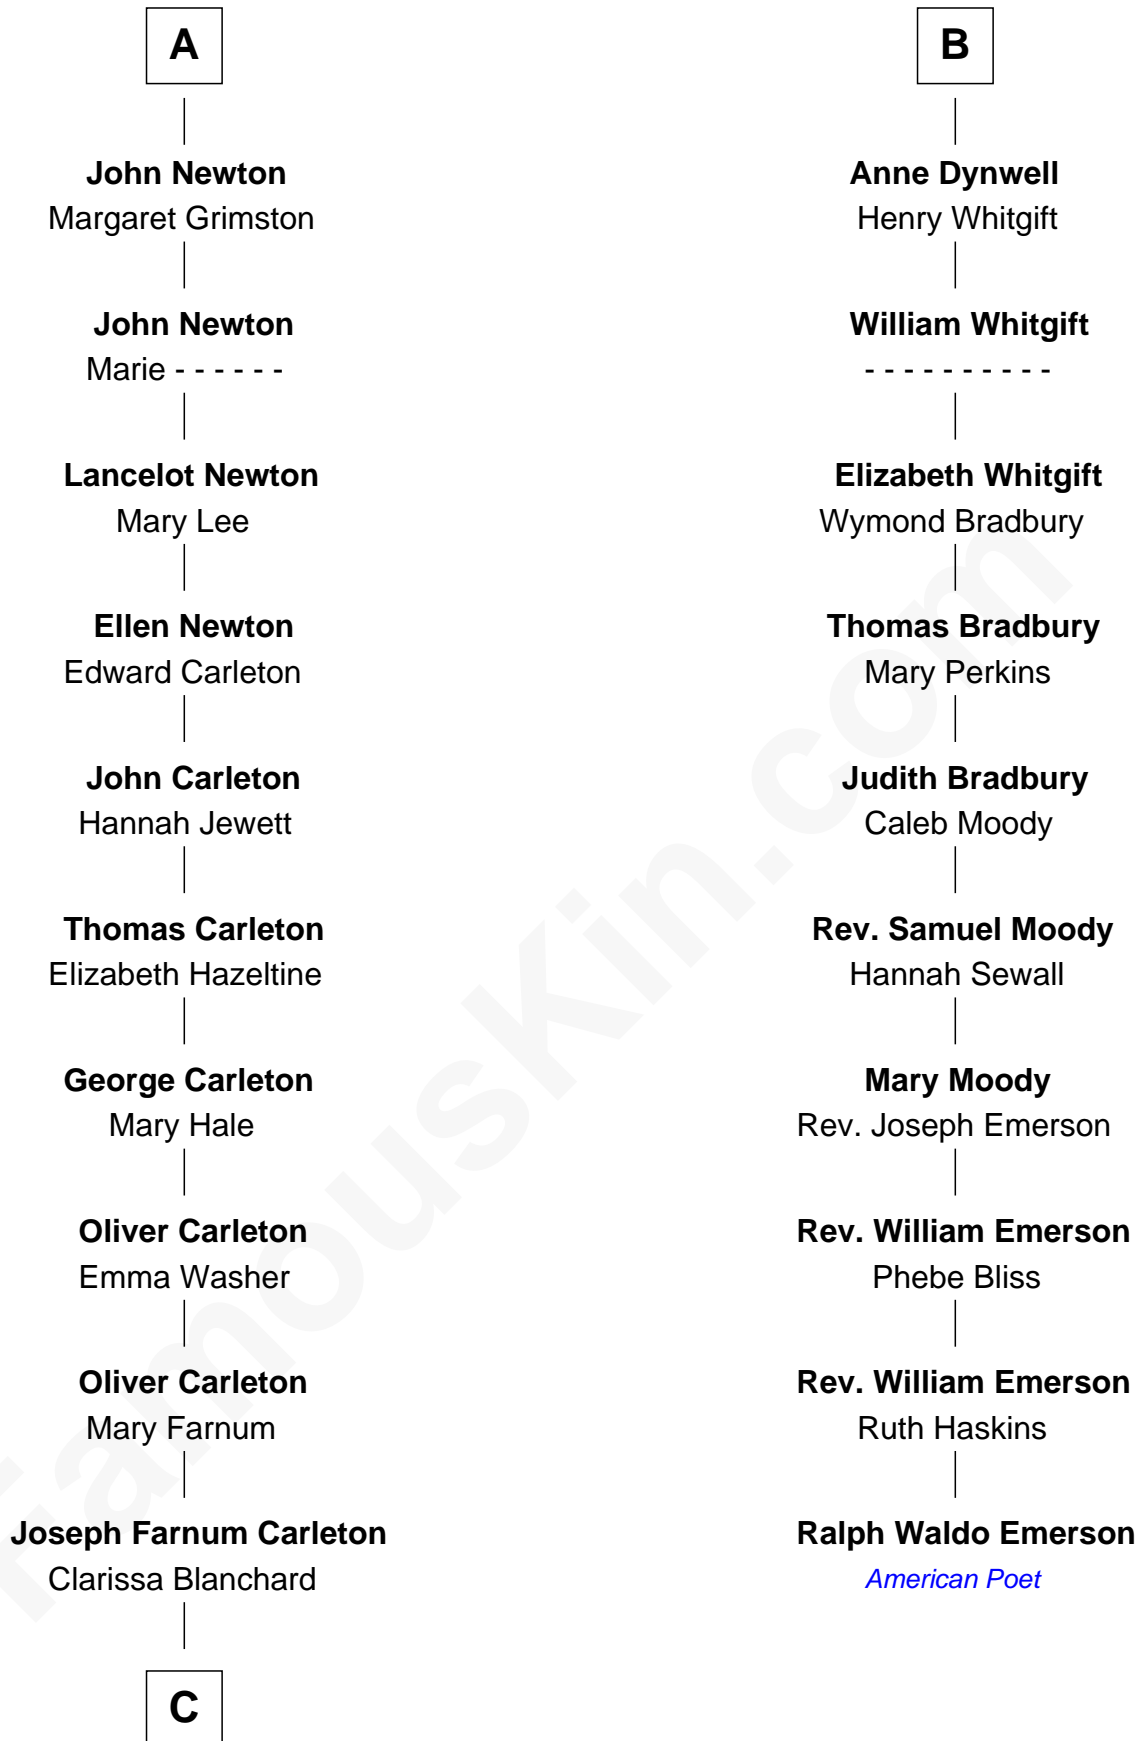 A
John Newton
Margaret Grimston
John Newton
Marie - - - - - -
Lancelot Newton
Mary Lee
Ellen Newton
Edward Carleton
John Carleton
Hannah Jewett
Thomas Carleton
Elizabeth Hazeltine
George Carleton
Mary Hale
Oliver Carleton
Emma Washer
Oliver Carleton
Mary Farnum
Joseph Farnum Carleton
Clarissa Blanchard
C
B
Anne Dynwell
Henry Whitgift
William Whitgift
- - - - - - - - - -
Elizabeth Whitgift
Wymond Bradbury
Thomas Bradbury
Mary Perkins
Judith Bradbury
Caleb Moody
Rev. Samuel Moody
Hannah Sewall
Mary Moody
Rev. Joseph Emerson
Rev. William Emerson
Phebe Bliss
Rev. William Emerson
Ruth Haskins
Ralph Waldo Emerson
American Poet
FamousKin.com